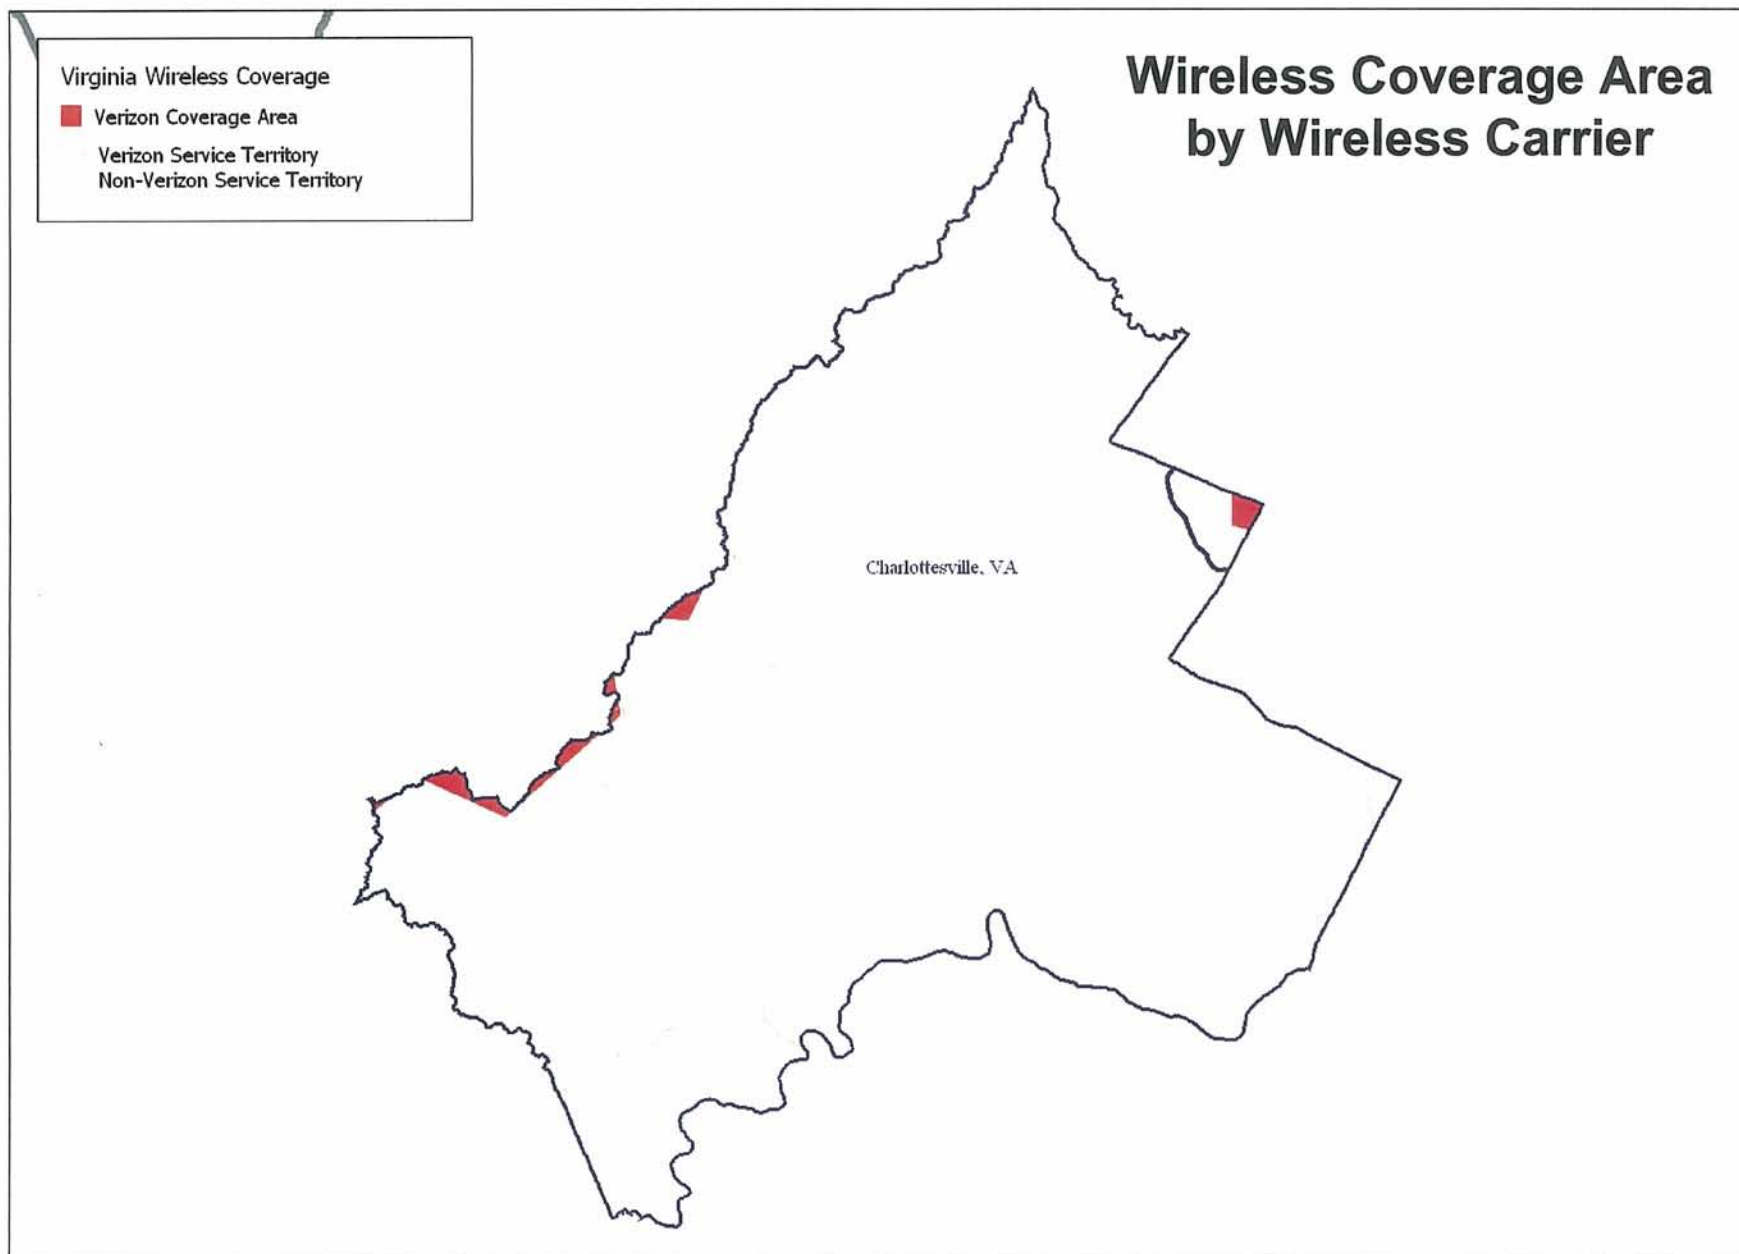 Virginia Wireless Coverage
Verizon Coverage Area
Verizon Service Territory
Non-Verizon Service Territory
Wireless Coverage Area
by Wireless Carrier
Charlottesville, VA